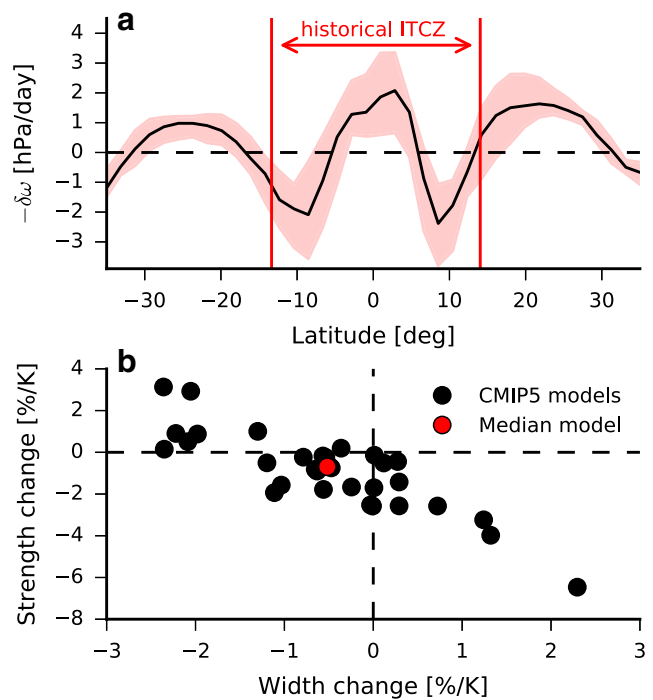 a
historical ITCZ
4
3
2
1
0
−1
−2
−3
−δω [hPa/day]
−30 −20 −10 0 10 20 30
Latitude [deg]
b
CMIP5 models
Median model
4
2
0
−2
−4
−6
−8
Strength change [%/K]
−3 −2 −1 0 1 2 3
Width change [%/K]